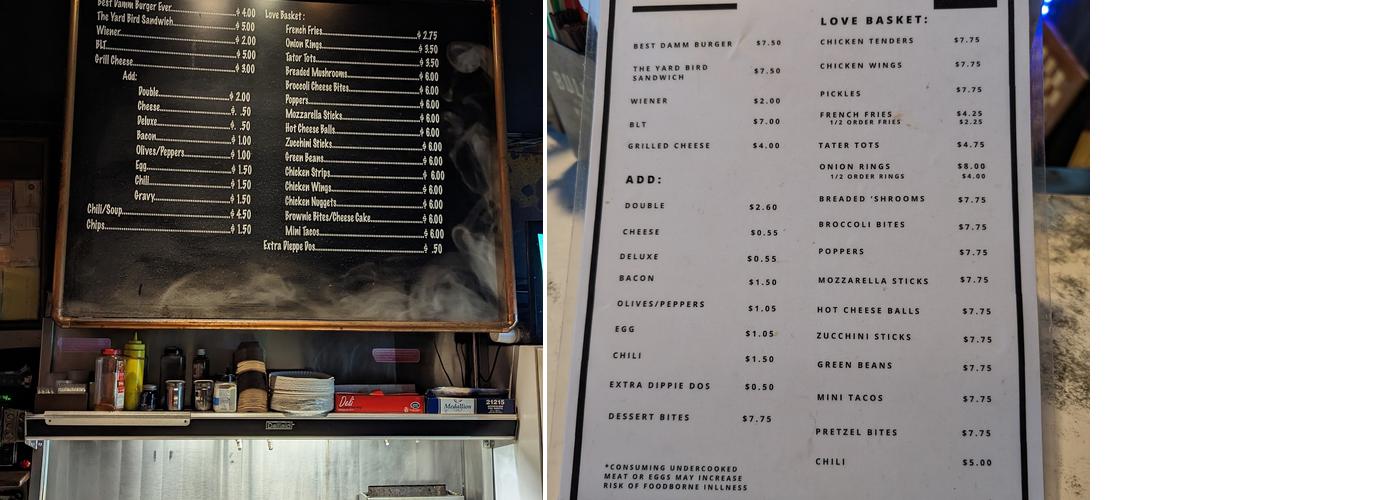 Best Damm Burger Ever $ 4.00
The Yard Bird Sandwich $ 5.00
Wiener $ 2.00
BLT $ 5.00
Grill Cheese $ 3.00
Add:
Double $ 2.00
Cheese $ .50
Deluxe $ .50
Bacon $ 1.00
Olives/Peppers $ 1.00
Egg $ 1.50
Chili $ 1.50
Gravy $ 1.50
Chili/Soup $ 4.50
Chips $ 1.50
Love Basket:
French Fries $ 2.75
Onion Rings $ 3.50
Tator Tots $ 3.50
Breaded Mushrooms $ 6.00
Broccoli Cheese Bites $ 6.00
Poppers $ 6.00
Mozzarella Sticks $ 6.00
Hot Cheese Balls $ 6.00
Zucchini Sticks $ 6.00
Green Beans $ 6.00
Chicken Strips $ 6.00
Chicken Wings $ 6.00
Chicken Nuggets $ 6.00
Brownie Bites/Cheese Cake $ 6.00
Mini Tacos $ 6.00
Extra Dieppe Dos $ .50
Deli
Medallion
21215
BEST DAMM BURGER $7.50
THE YARD BIRD
SANDWICH $7.50
WIENER $2.00
BLT $7.00
GRILLED CHEESE $4.00
ADD:
DOUBLE $2.60
CHEESE $0.55
DELUXE $0.55
BACON $1.50
OLIVES/PEPPERS $1.05
EGG $1.05
CHILI $1.50
EXTRA DIPPIE DOS $0.50
DESSERT BITES $7.75
*CONSUMING UNDERCOOKED
MEAT OR EGGS MAY INCREASE
RISK OF FOODBORNE INLLNESS
LOVE BASKET:
CHICKEN TENDERS $7.75
CHICKEN WINGS $7.75
PICKLES $7.75
FRENCH FRIES $4.25
1/2 ORDER FRIES $2.25
TATER TOTS $4.75
ONION RINGS $8.00
1/2 ORDER RINGS $4.00
BREADED 'SHROOMS $7.75
BROCCOLI BITES $7.75
POPPERS $7.75
MOZZARELLA STICKS $7.75
HOT CHEESE BALLS $7.75
ZUCCHINI STICKS $7.75
GREEN BEANS $7.75
MINI TACOS $7.75
PRETZEL BITES $7.75
CHILI $5.00